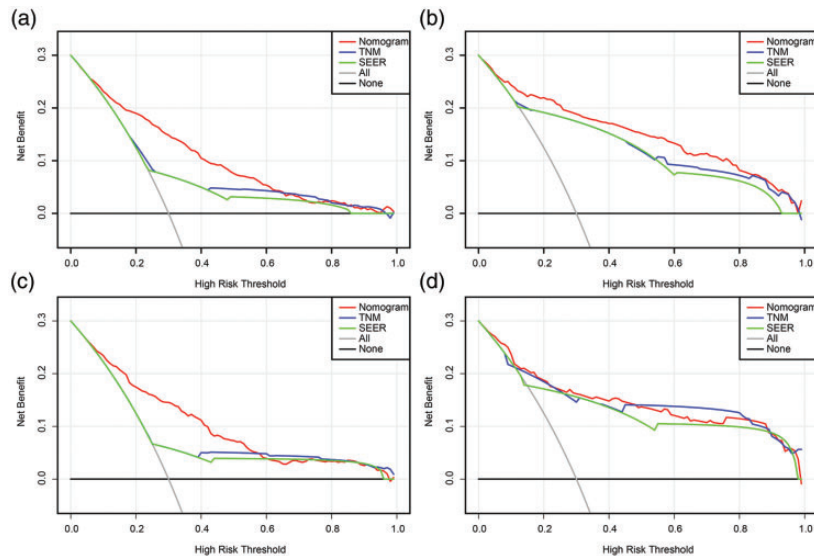 (a)
Net Benefit
0.3
0.2
0.1
0.0
Nomogram
TNM
SEER
All
None
0.0 0.2 0.4 0.6 0.8 1.0
High Risk Threshold
(b)
Net Benefit
0.3
0.2
0.1
0.0
Nomogram
TNM
SEER
All
None
0.0 0.2 0.4 0.6 0.8 1.0
High Risk Threshold
(c)
Net Benefit
0.3
0.2
0.1
0.0
Nomogram
TNM
SEER
All
None
0.0 0.2 0.4 0.6 0.8 1.0
High Risk Threshold
(d)
Net Benefit
0.3
0.2
0.1
0.0
Nomogram
TNM
SEER
All
None
0.0 0.2 0.4 0.6 0.8 1.0
High Risk Threshold